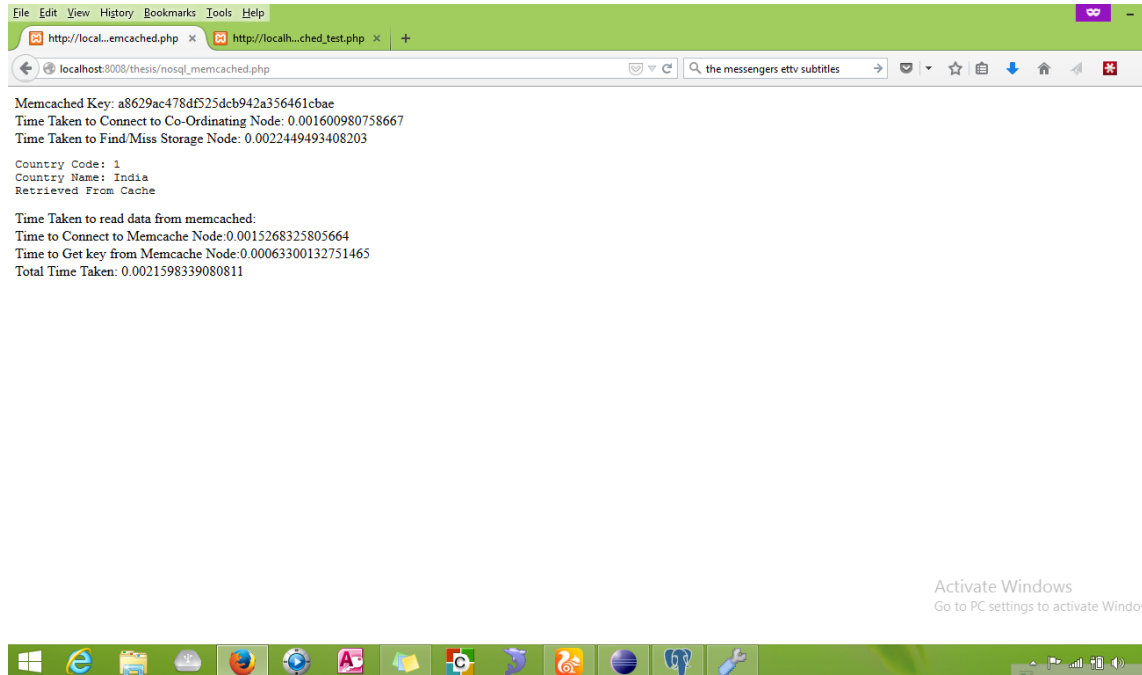 File Edit View History Bookmarks Tools Help
http://local...emcached.php
http://localh...ched_test.php
localhost:8008/thesis/nosql_memcached.php
the messengers ettv subtitles
Memcached Key: a8629ac478df525dcb942a356461cbae
Time Taken to Connect to Co-Ordinating Node: 0.001600980758667
Time Taken to Find/Miss Storage Node: 0.0022449493408203
Country Code: 1
Country Name: India
Retrieved From Cache
Time Taken to read data from memcached:
Time to Connect to Memcache Node:0.0015268325805664
Time to Get key from Memcache Node:0.00063300132751465
Total Time Taken: 0.0021598339080811
Activate Windows
Go to PC settings to activate Windo